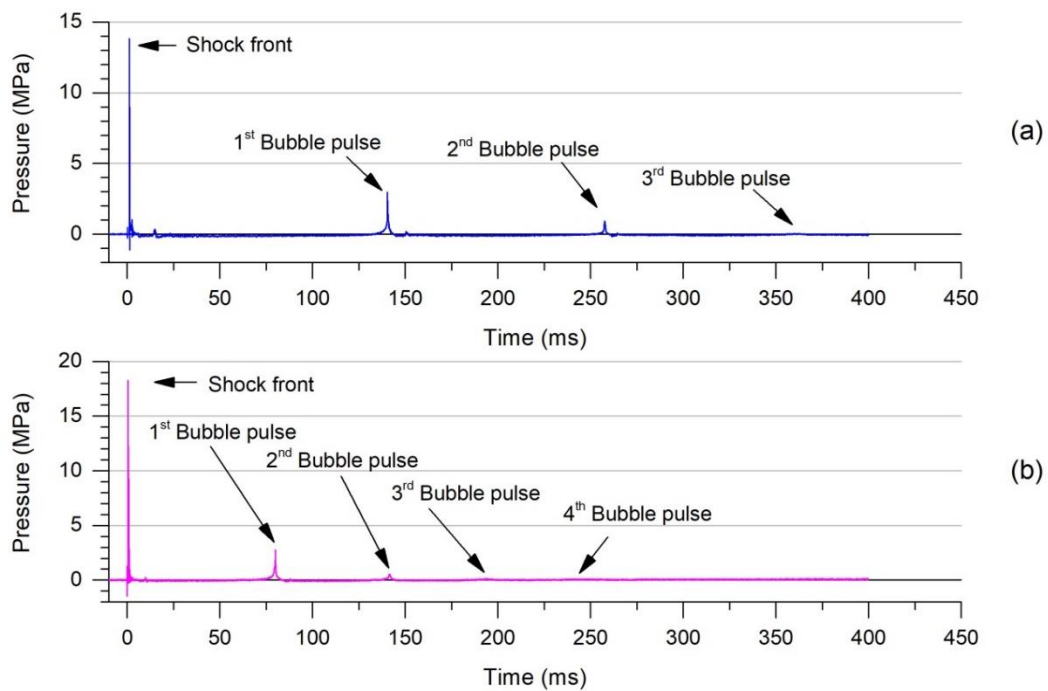 15
Shock front
10
Pressure (MPa)
1st Bubble pulse
2nd Bubble pulse
3rd Bubble pulse
5
0
(a)
0 50 100 150 200 250 300 350 400 450
Time (ms)
20
Shock front
15
1st Bubble pulse
2nd Bubble pulse
3rd Bubble pulse
4th Bubble pulse
Pressure (MPa)
10
5
0
(b)
0 50 100 150 200 250 300 350 400 450
Time (ms)